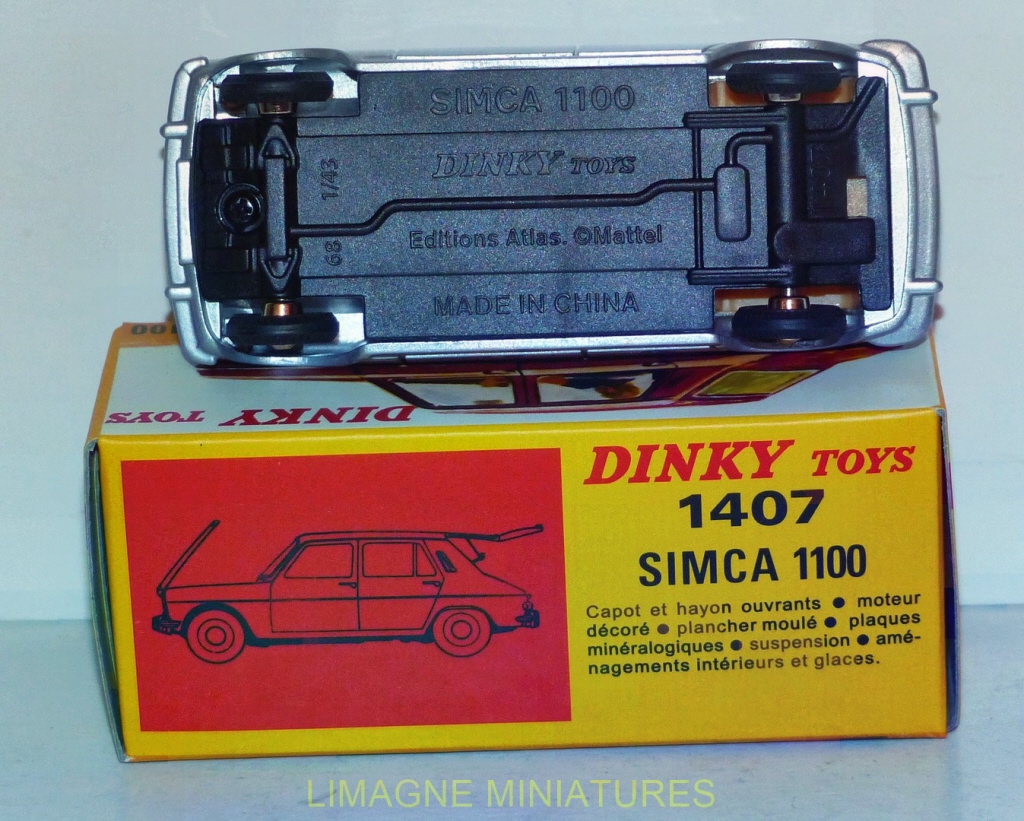 SIMCA 1100
DINKY TOYS
1/43
68
Editions Atlas. ©Mattel
MADE IN CHINA
1100
DINKY TOYS
DINKY TOYS
1407
SIMCA 1100
Capot et hayon ouvrants ● moteur
décoré ● plancher moulé ● plaques
minéralogiques ● suspension ● amé-
nagements intérieurs et glaces.
LIMAGNE MINIATURES